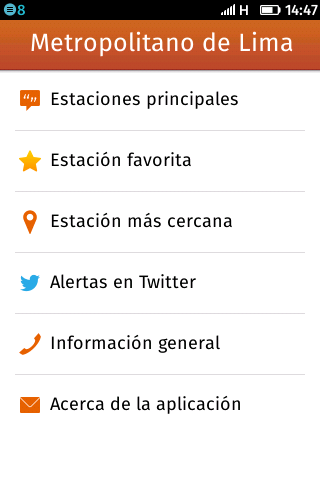 8 H 14:47
Metropolitano de Lima
Estaciones principales
Estación favorita
Estación más cercana
Alertas en Twitter
Información general
Acerca de la aplicación